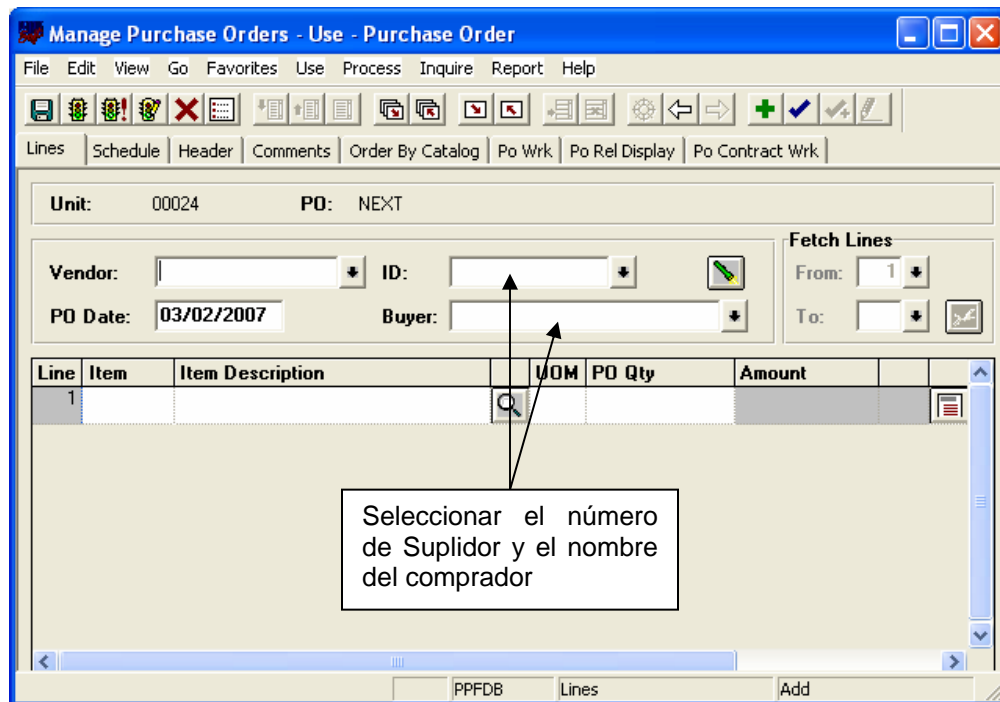 Manage Purchase Orders - Use - Purchase Order
File Edit View Go Favorites Use Process Inquire Report Help
Lines Schedule Header Comments Order By Catalog Po Wrk Po Rel Display Po Contract Wrk
Unit: 00024 PO: NEXT
Fetch Lines
Vendor: ID: From: 1
PO Date: 03/02/2007 Buyer: To:
Line Item Item Description UOM PO Qty Amount
1
Seleccionar el número
de Suplidor y el nombre
del comprador
PPFDB Lines Add